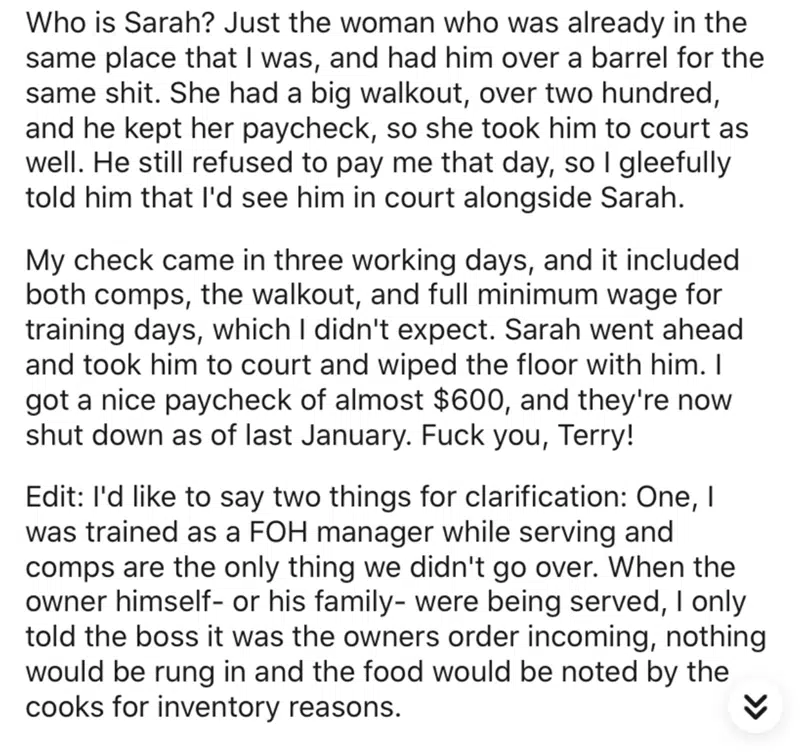 Who is Sarah? Just the woman who was already in the
same place that I was, and had him over a barrel for the
same shit. She had a big walkout, over two hundred,
and he kept her paycheck, so she took him to court as
well. He still refused to pay me that day, so I gleefully
told him that I'd see him in court alongside Sarah.
My check came in three working days, and it included
both comps, the walkout, and full minimum wage for
training days, which I didn't expect. Sarah went ahead
and took him to court and wiped the floor with him. I
got a nice paycheck of almost $600, and they're now
shut down as of last January. Fuck you, Terry!
Edit: I'd like to say two things for clarification: One, I
was trained as a FOH manager while serving and
comps are the only thing we didn't go over. When the
owner himself- or his family- were being served, I only
told the boss it was the owners order incoming, nothing
would be rung in and the food would be noted by the
cooks for inventory reasons.